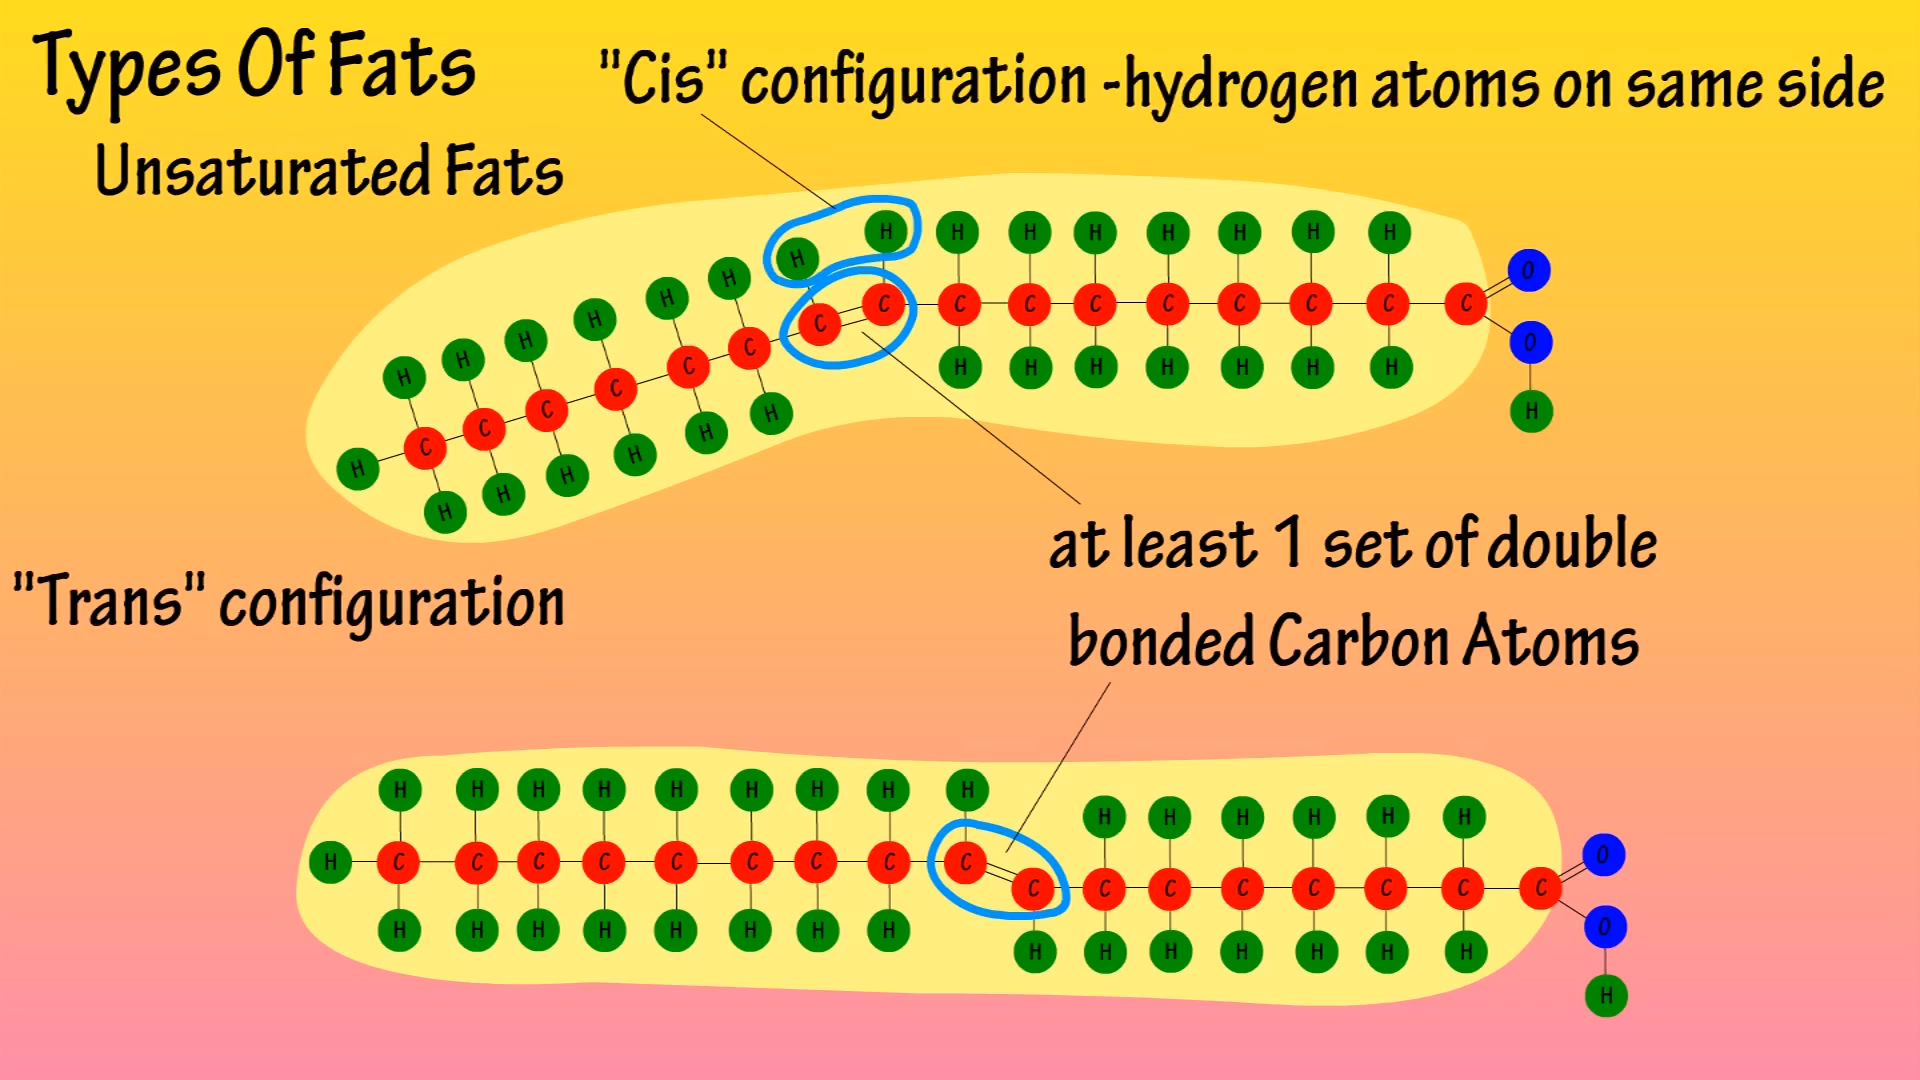 Types Of Fats
"Cis" configuration -hydrogen atoms on same side
Unsaturated Fats
H H H H H H H H H
H H H H H H O
C C C C C C C C C C C C C C C C
O
H H H H H H H H H H H H H H
H
H
at least 1 set of double
"Trans" configuration
bonded Carbon Atoms
H H H H H H H H H
H H H H H H
H C C C C C C C C C O
C C C C C C C C
H H H H H H H H O
H H H H H H H
H